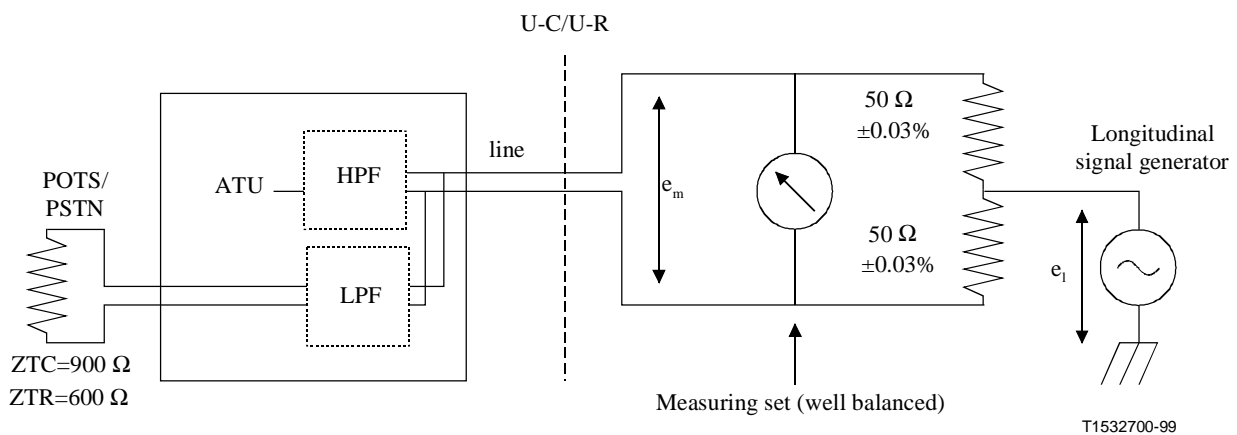 U-C/U-R
50 Ω
±0.03%
Longitudinal
signal generator
line
HPF
ATU
POTS/
PSTN
e_m
50 Ω
±0.03%
LPF
e_l
ZTC=900 Ω
ZTR=600 Ω
Measuring set (well balanced)
T1532700-99